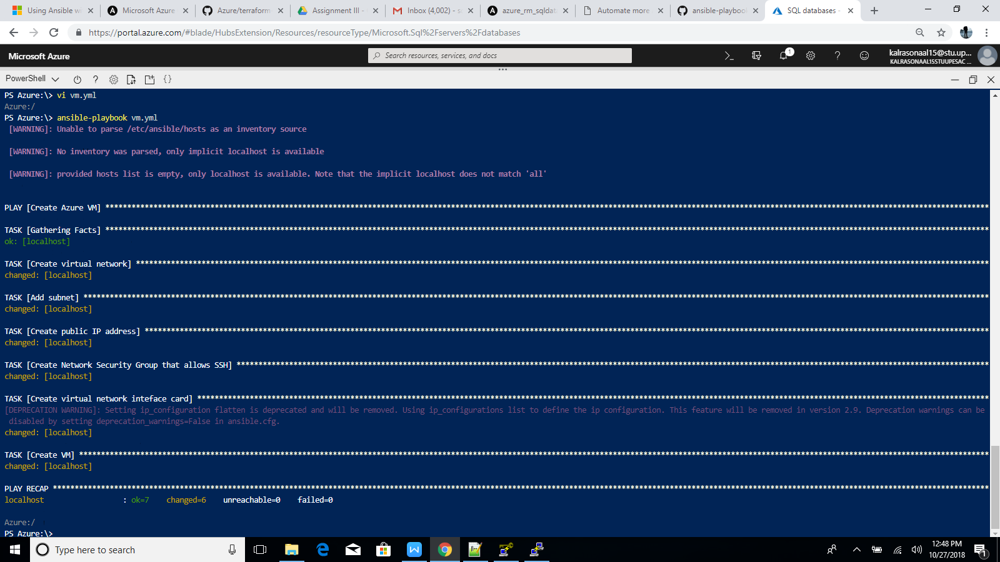 Using Ansible w
Microsoft Azure
Azure/terraform
Assignment III -
Inbox (4,002) - s
azure_rm_sqldat
Automate more
ansible-playboo
SQL databases -
https://portal.azure.com/#blade/HubsExtension/Resources/resourceType/Microsoft.Sql%2Fservers%2Fdatabases
Microsoft Azure
Search resources, services, and docs
1
kalrasonaal15@stu.up...
KALRASONAAL15STUUPESAC ...
PowerShell
PS Azure:\> vi vm.yml
Azure:/
PS Azure:\> ansible-playbook vm.yml
[WARNING]: Unable to parse /etc/ansible/hosts as an inventory source
[WARNING]: No inventory was parsed, only implicit localhost is available
[WARNING]: provided hosts list is empty, only localhost is available. Note that the implicit localhost does not match 'all'
PLAY [Create Azure VM] ****
TASK [Gathering Facts] ****
ok: [localhost]
TASK [Create virtual network] ****
changed: [localhost]
TASK [Add subnet] ****
changed: [localhost]
TASK [Create public IP address] ****
changed: [localhost]
TASK [Create Network Security Group that allows SSH] ****
changed: [localhost]
TASK [Create virtual network inteface card] ****
[DEPRECATION WARNING]: Setting ip_configuration flatten is deprecated and will be removed. Using ip_configurations list to define the ip configuration. This feature will be removed in version 2.9. Deprecation warnings can be
disabled by setting deprecation_warnings=False in ansible.cfg.
changed: [localhost]
TASK [Create VM] ****
changed: [localhost]
PLAY RECAP ****
localhost : ok=7 changed=6 unreachable=0 failed=0
Azure:/
PS Azure:\>
Type here to search
12:48 PM
10/27/2018
1